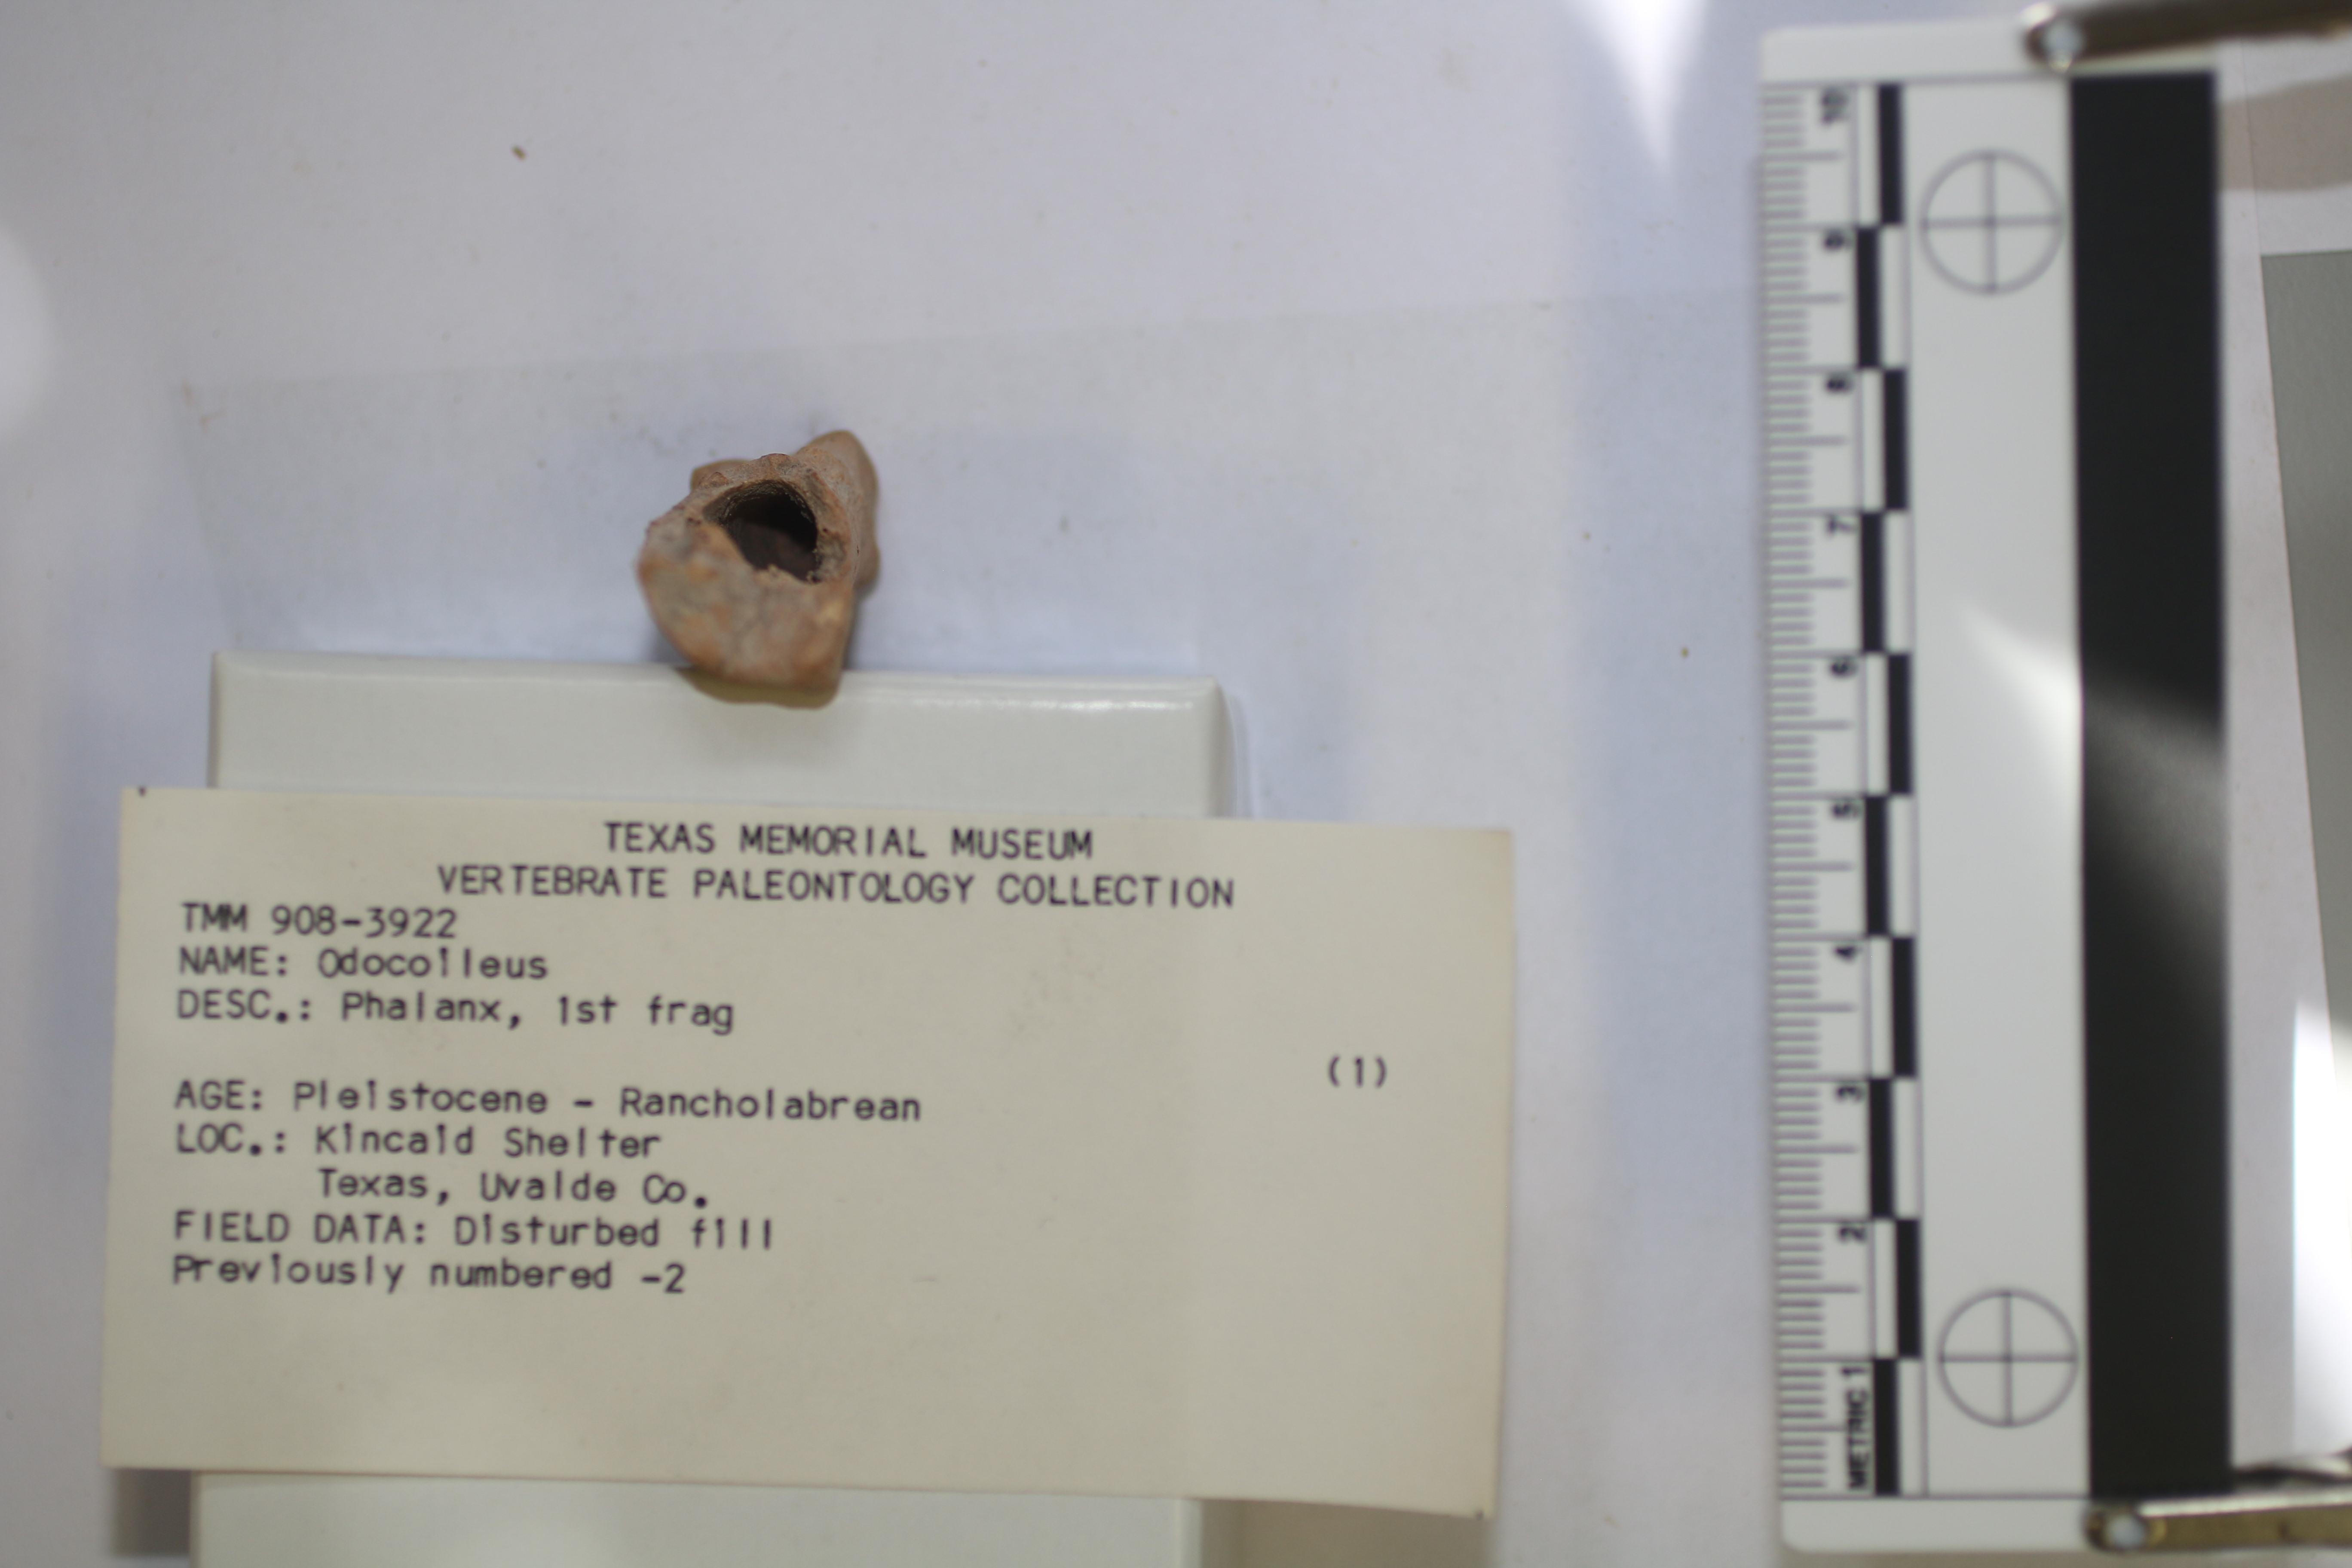 TEXAS MEMORIAL MUSEUM
VERTEBRATE PALEONTOLOGY COLLECTION
TMM 908-3922
NAME: Odocolleus
DESC.: Phalanx, 1st frag
(1)
AGE: Pleistocene - Rancholabrean
LOC.: Kincaid Shelter
Texas, Uvalde Co.
FIELD DATA: Disturbed fill
Previously numbered -2
METRIC 1 2 3 4 5 6 7 8 9 10